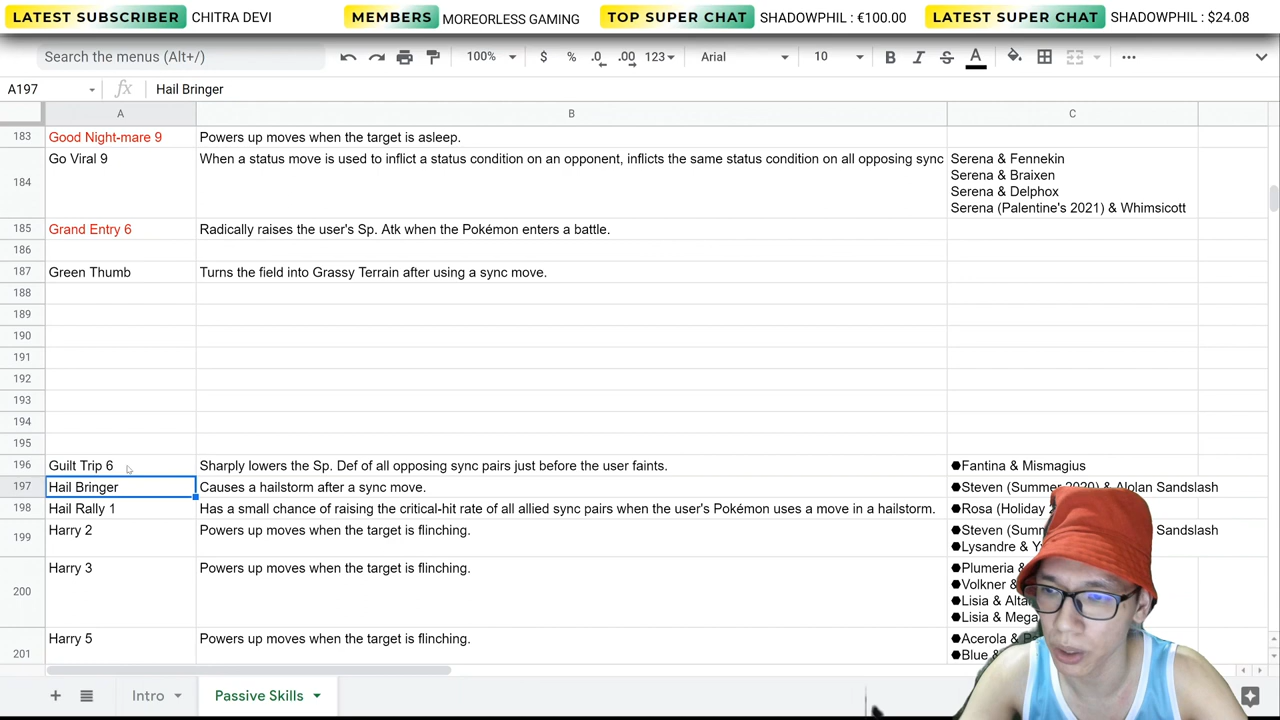 LATEST SUBSCRIBER CHITRA DEVI MEMBERS MOREORLESS GAMING TOP SUPER CHAT SHADOWPHIL : €100.00 LATEST SUPER CHAT SHADOWPHIL : $24.08
Search the menus (Alt+/) 100% $ % .0 .00 123 Arial 10 B I S A
A197 fx Hail Bringer
A B C
183 Good Night-mare 9 Powers up moves when the target is asleep.
184 Go Viral 9 When a status move is used to inflict a status condition on an opponent, inflicts the same status condition on all opposing sync Serena & Fennekin
Serena & Braixen
Serena & Delphox
Serena (Palentine's 2021) & Whimsicott
185 Grand Entry 6 Radically raises the user's Sp. Atk when the Pokémon enters a battle.
186
187 Green Thumb Turns the field into Grassy Terrain after using a sync move.
188
189
190
191
192
193
194
195
196 Guilt Trip 6 Sharply lowers the Sp. Def of all opposing sync pairs just before the user faints. ●Fantina & Mismagius
197 Hail Bringer Causes a hailstorm after a sync move. ●Steven (Summer 2020) & Alolan Sandslash
198 Hail Rally 1 Has a small chance of raising the critical-hit rate of all allied sync pairs when the user's Pokémon uses a move in a hailstorm. ●Rosa (Holiday
199 Harry 2 Powers up moves when the target is flinching. ●Steven Sandslash
●Lysandre &
200 Harry 3 Powers up moves when the target is flinching. ●Plumeria &
●Volkner &
●Lisia &
●Lisia &
201 Harry 5 Powers up moves when the target is flinching. ●Acerola &
●Blue &
+ Intro Passive Skills